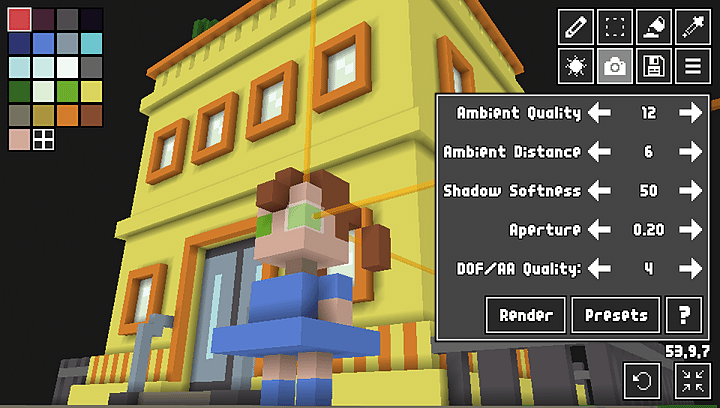 Ambient Quality 12
Ambient Distance 6
Shadow Softness 50
Aperture 0.20
DOF/AA Quality: 4
Render Presets ?
53,9,7